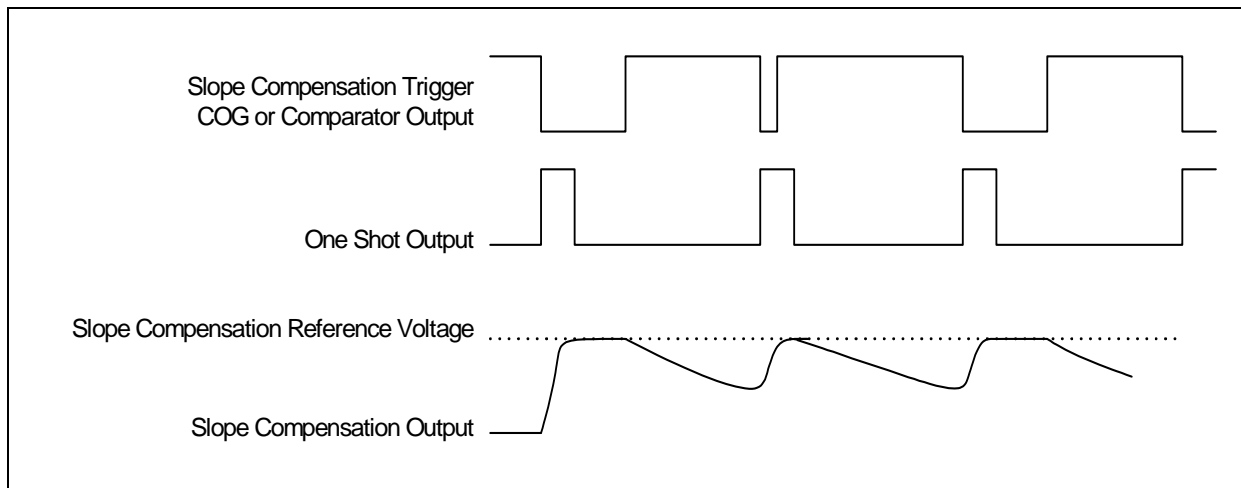 Slope Compensation Trigger
COG or Comparator Output
One Shot Output
Slope Compensation Reference Voltage
Slope Compensation Output